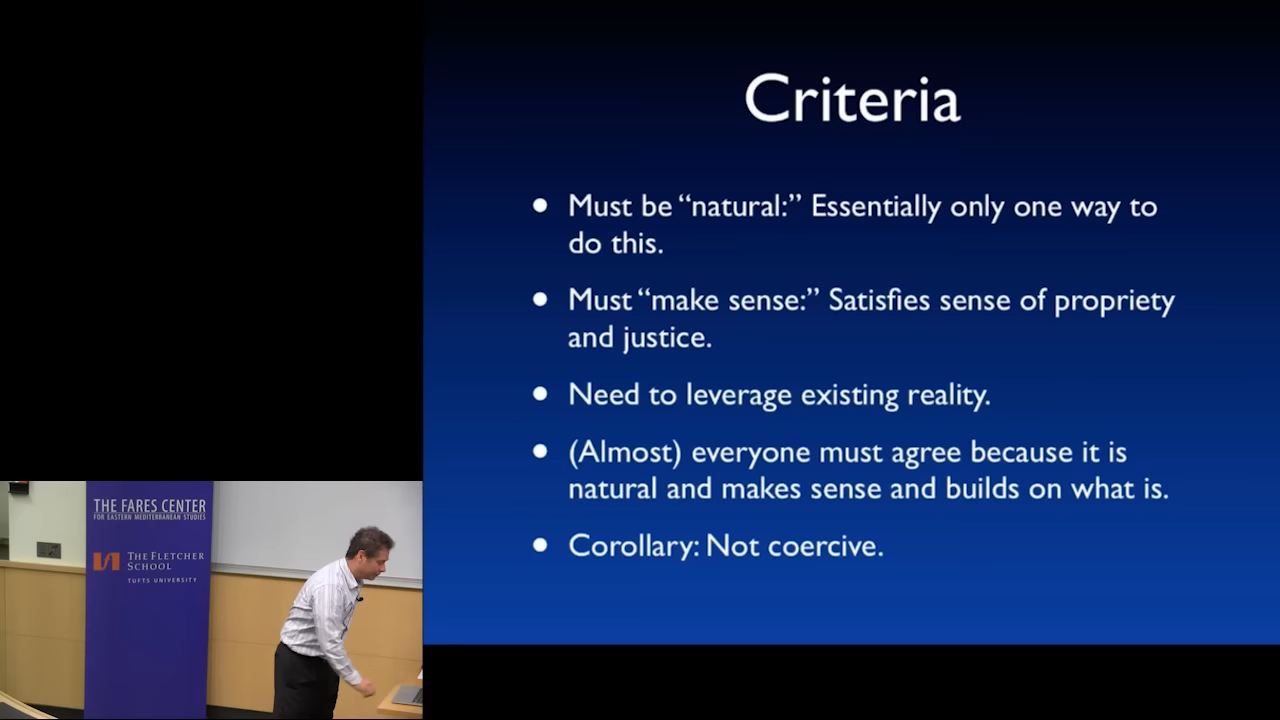 Criteria
• Must be “natural:” Essentially only one way to
do this.
• Must “make sense:” Satisfies sense of propriety
and justice.
• Need to leverage existing reality.
• (Almost) everyone must agree because it is
natural and makes sense and builds on what is.
• Corollary: Not coercive.
THE FARES CENTER
FOR EASTERN MEDITERRANEAN STUDIES
THE FLETCHER
SCHOOL
TUFTS UNIVERSITY